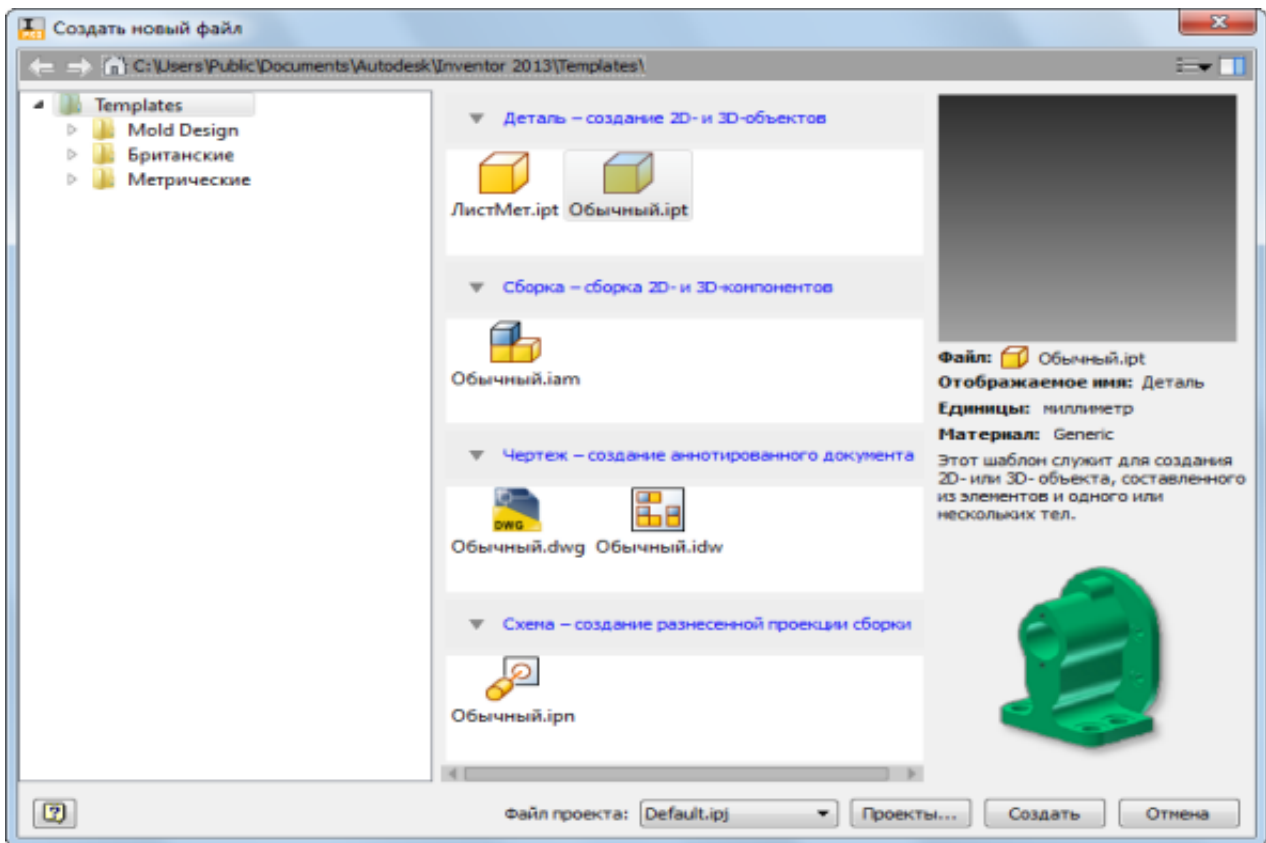 Создать новый файл
C:\Users\Public\Documents\Autodesk\Inventor 2013\Templates\
Templates
Mold Design
Британские
Метрические
Деталь – создание 2D- и 3D-объектов
ЛистМет.ipt Обычный.ipt
Сборка – сборка 2D- и 3D-компонентов
Обычный.iam
Чертеж – создание аннотированного документа
DWG
Обычный.dwg Обычный.idw
Схема – создание разнесенной проекции сборки
Обычный.ipn
Файл: Обычный.ipt
Отображаемое имя: Деталь
Единицы: миллиметр
Материал: Generic
Этот шаблон служит для создания
2D- или 3D- объекта, составленного
из элементов и одного или
нескольких тел.
Файл проекта: Default.ipj Проекты... Создать Отмена